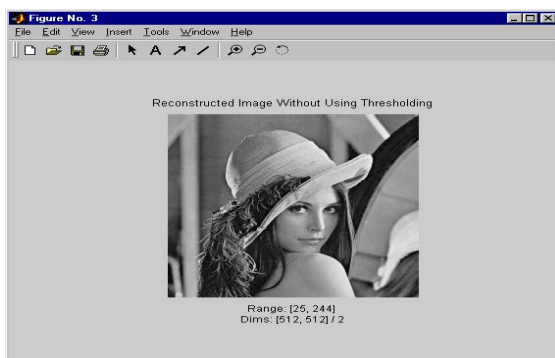 Figure No. 3
File Edit View Insert Tools Window Help
A
Reconstructed Image Without Using Thresholding
Range: [25, 244]
Dims: [512, 512] / 2